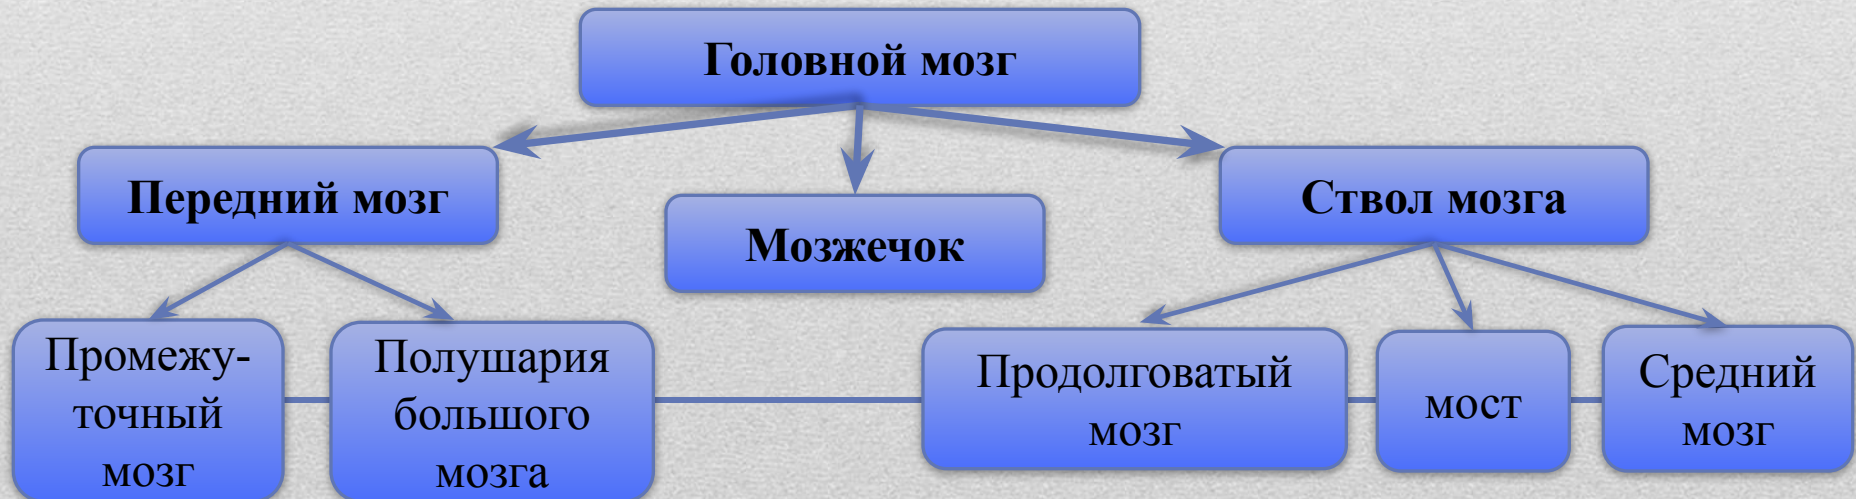 Головной мозг
Передний мозг
Мозжечок
Ствол мозга
Промежу-
точный
мозг
Полушария
большого
мозга
Продолговатый
мозг
мост
Средний
мозг